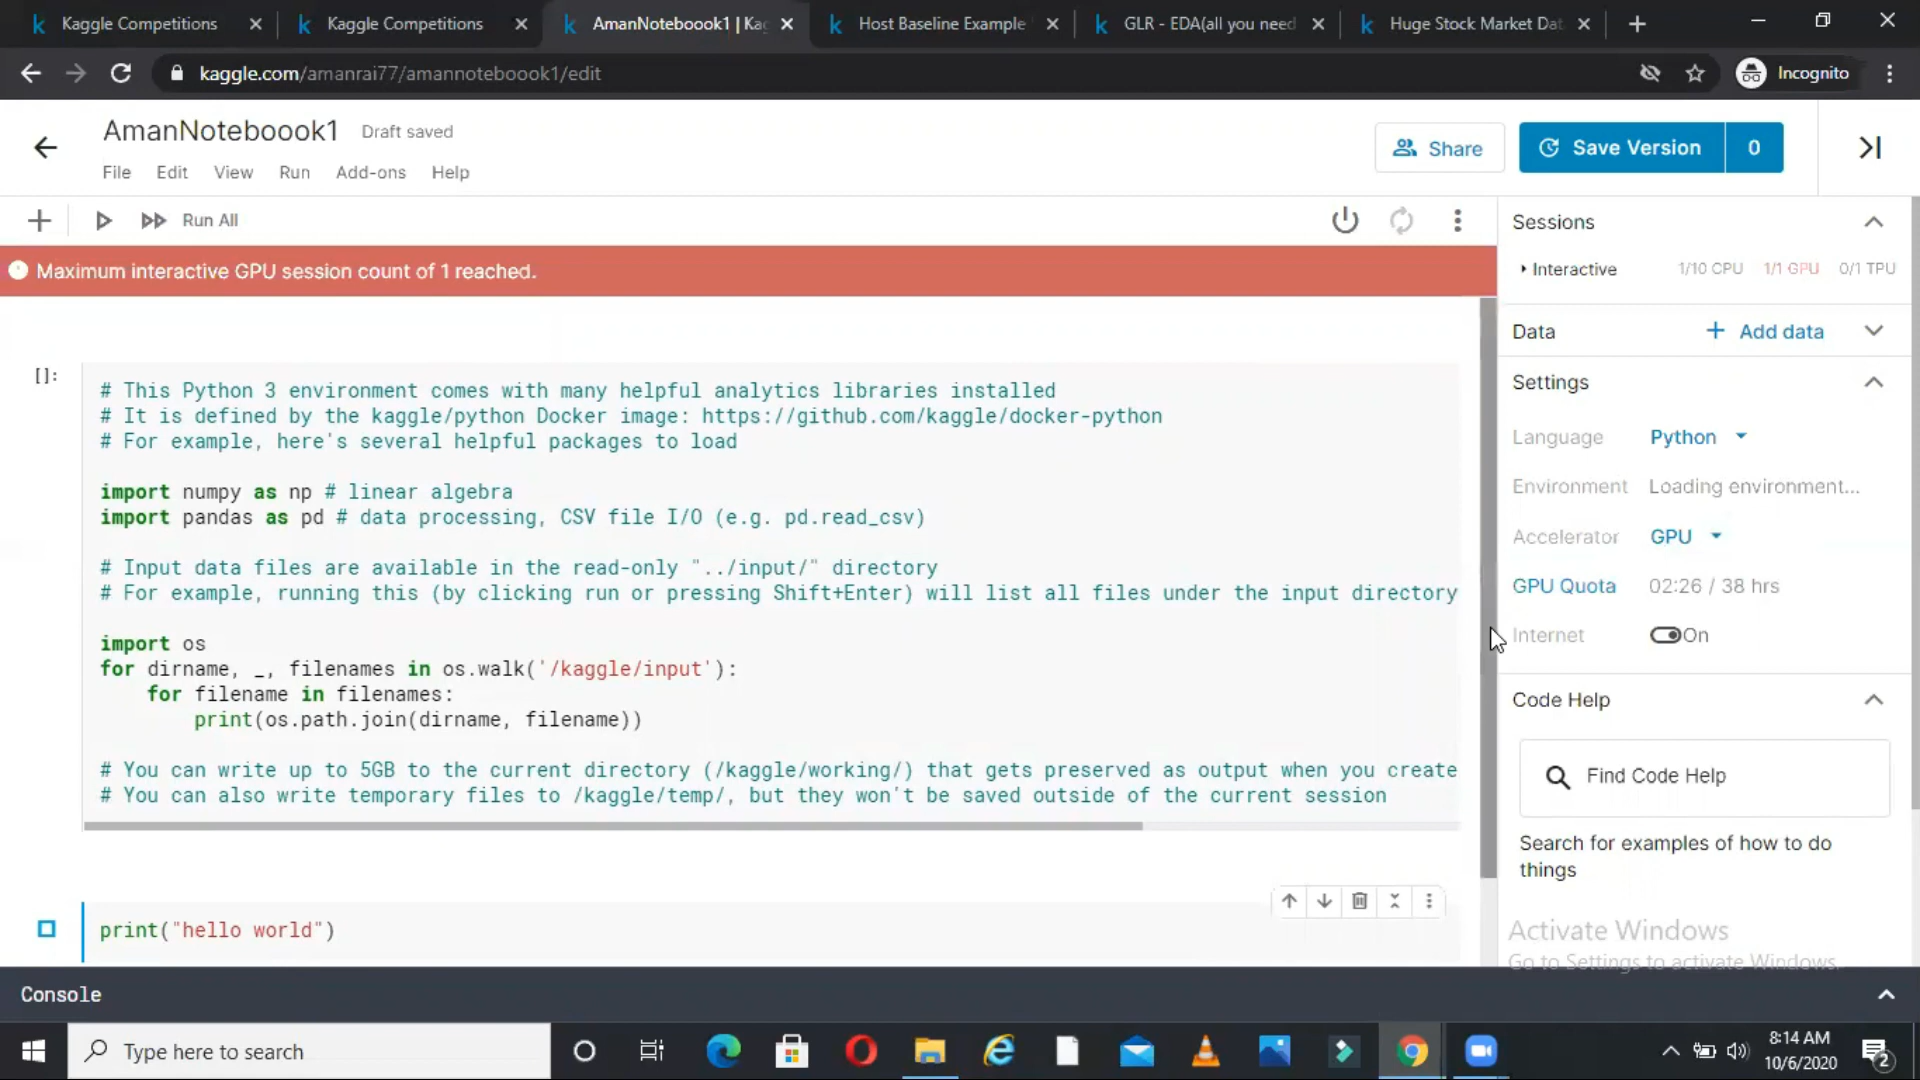 Kaggle Competitions
Kaggle Competitions
AmanNoteboook1 | Kag
Host Baseline Example
GLR - EDA(all you need
Huge Stock Market Dat
kaggle.com/amanrai77/amannoteboook1/edit
Incognito
AmanNoteboook1
Draft saved
File Edit View Run Add-ons Help
Share
Save Version
0
Run All
Maximum interactive GPU session count of 1 reached.
Sessions
Interactive 1/10 CPU 1/1 GPU 0/1 TPU
Data + Add data
Settings
Language Python
Environment Loading environment...
Accelerator GPU
GPU Quota 02:26 / 38 hrs
Internet On
Code Help
Find Code Help
Search for examples of how to do
things
[]:
# This Python 3 environment comes with many helpful analytics libraries installed
# It is defined by the kaggle/python Docker image: https://github.com/kaggle/docker-python
# For example, here's several helpful packages to load
import numpy as np # linear algebra
import pandas as pd # data processing, CSV file I/O (e.g. pd.read_csv)
# Input data files are available in the read-only "../input/" directory
# For example, running this (by clicking run or pressing Shift+Enter) will list all files under the input directory
import os
for dirname, _, filenames in os.walk('/kaggle/input'):
for filename in filenames:
print(os.path.join(dirname, filename))
# You can write up to 5GB to the current directory (/kaggle/working/) that gets preserved as output when you create
# You can also write temporary files to /kaggle/temp/, but they won't be saved outside of the current session
print("hello world")
Activate Windows
Go to Settings to activate Windows.
Console
Type here to search
8:14 AM
10/6/2020
2